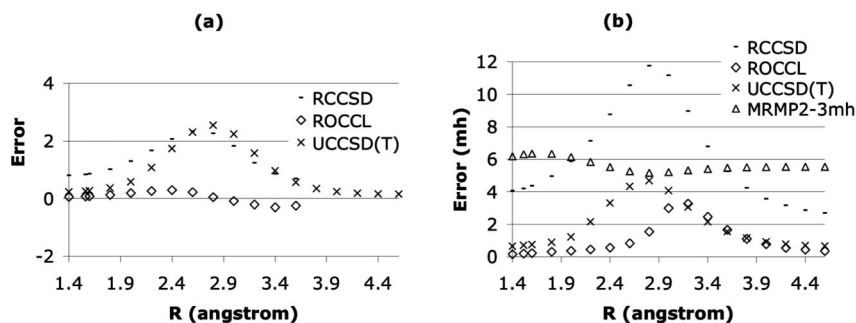 (a)
4
2
0
-2
Error
1.4 1.9 2.4 2.9 3.4 3.9 4.4
R (angstrom)
RCCSD
ROCCL
UCCSD(T)
(b)
12
10
8
6
4
2
0
Error (mh)
1.4 1.9 2.4 2.9 3.4 3.9 4.4
R (angstrom)
RCCSD
ROCCL
UCCSD(T)
MRMP2-3mh